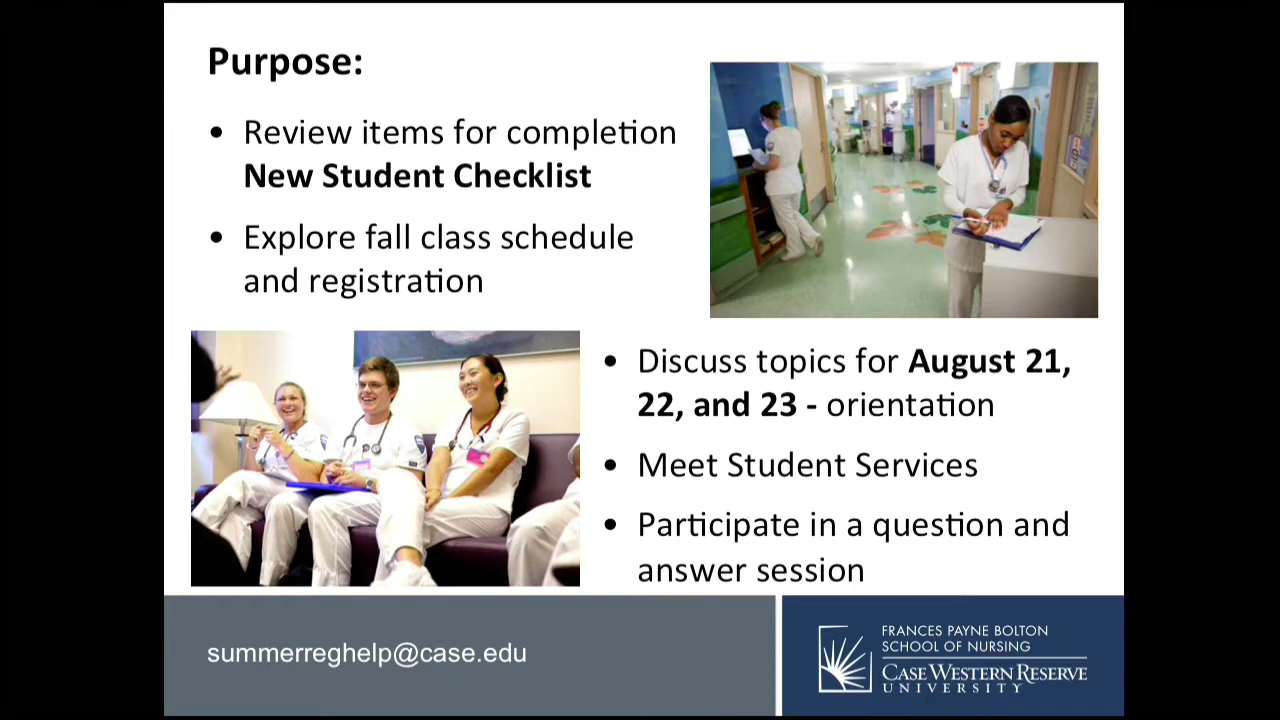 Purpose:
• Review items for completion
New Student Checklist
• Explore fall class schedule
and registration
• Discuss topics for August 21,
22, and 23 - orientation
• Meet Student Services
• Participate in a question and
answer session
summerreghelp@case.edu
FRANCES PAYNE BOLTON
SCHOOL OF NURSING
CASE WESTERN RESERVE
UNIVERSITY